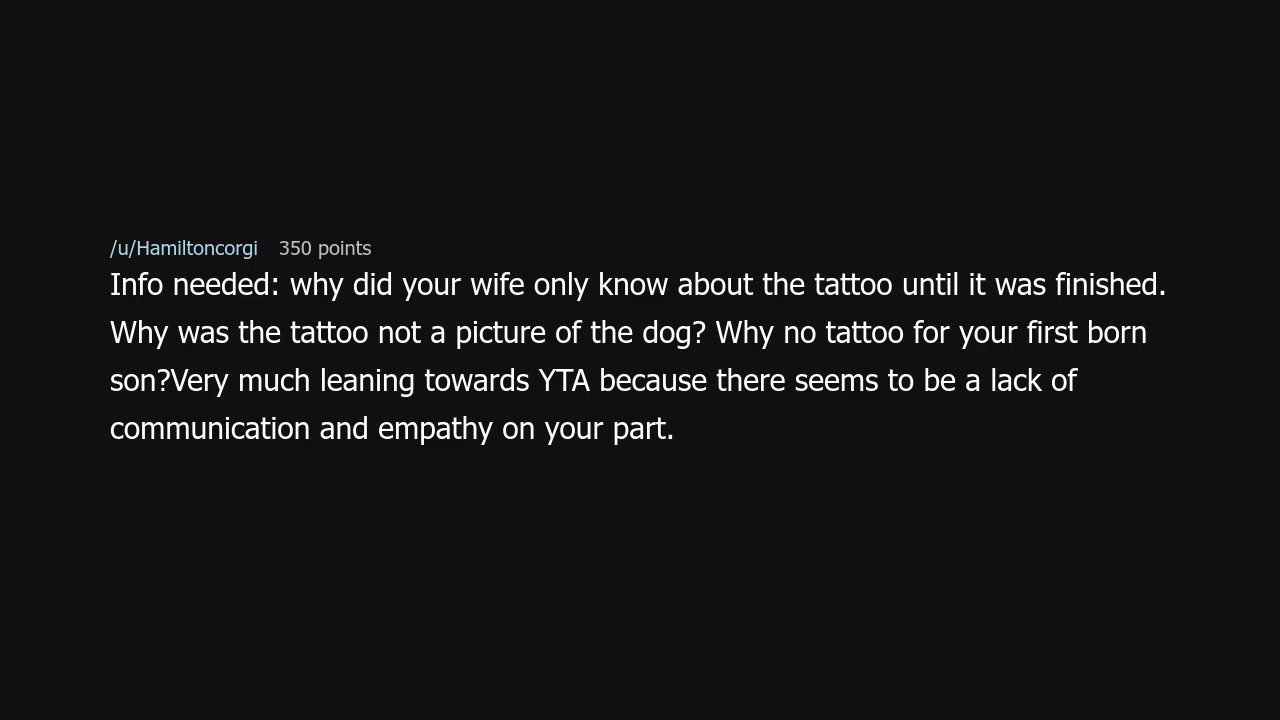 /u/Hamiltoncorgi 350 points
Info needed: why did your wife only know about the tattoo until it was finished.
Why was the tattoo not a picture of the dog? Why no tattoo for your first born
son?Very much leaning towards YTA because there seems to be a lack of
communication and empathy on your part.